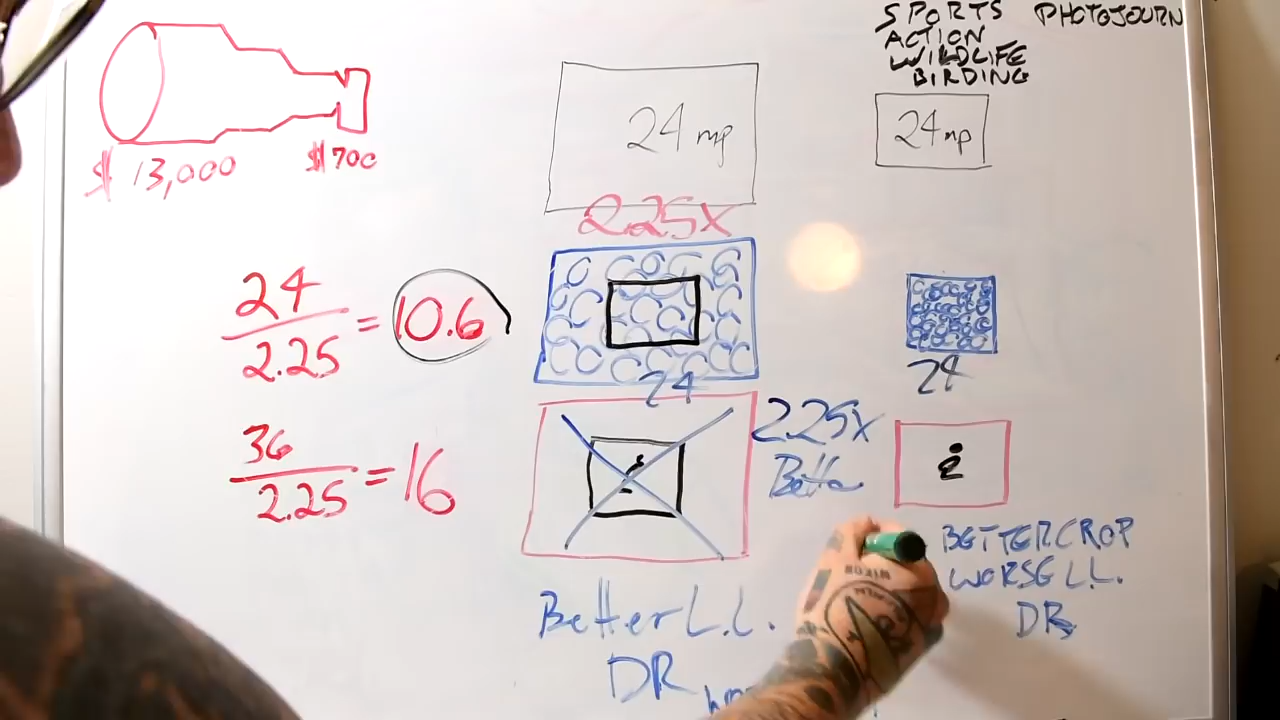 SPORTS PHOTOJOURN
ACTION
WILDLIFE
BIRDING
$ 13,000 $700
24 mp
24 mp
2.25X
24
2.25
= 10.6
24
24
36
2.25
= 16
2.25x
Better L.L.
DR
BETTER CROP
WORSE L.L.
DR